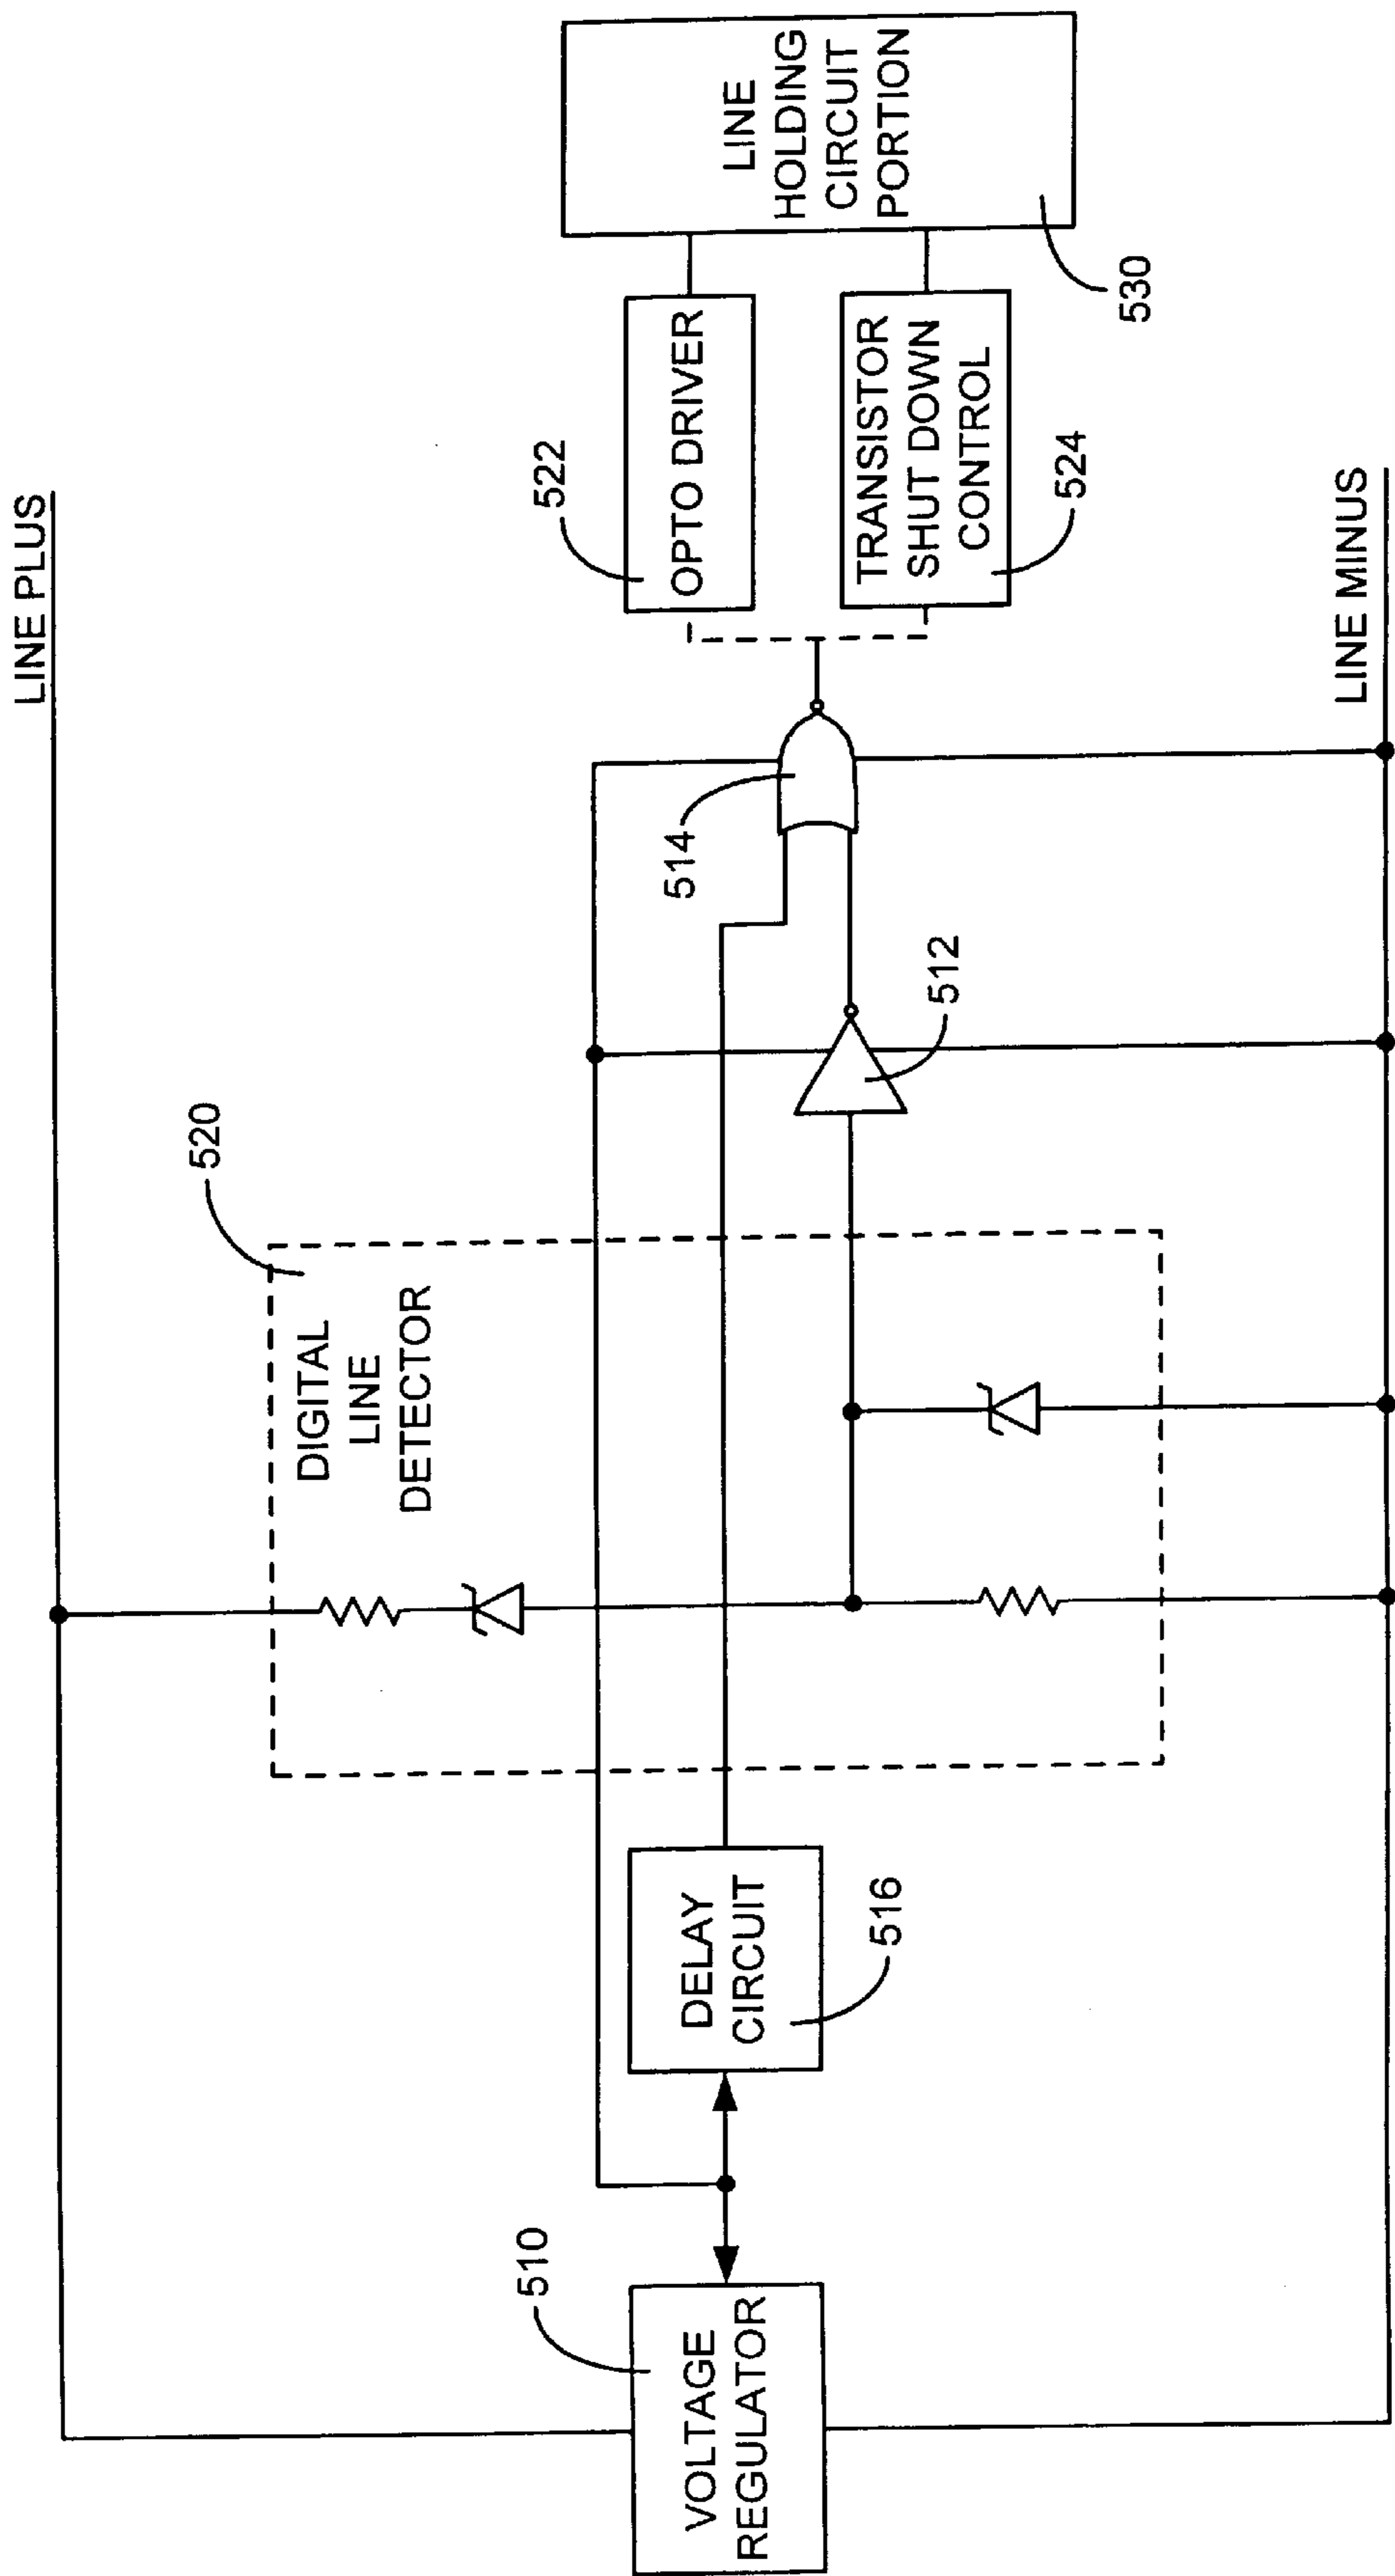 LINE PLUS
510
VOLTAGE
REGULATOR
DELAY
CIRCUIT
516
520
DIGITAL
LINE
DETECTOR
512
514
522
OPTO DRIVER
TRANSISTOR
SHUT DOWN
CONTROL
524
LINE
HOLDING
CIRCUIT
PORTION
530
LINE MINUS